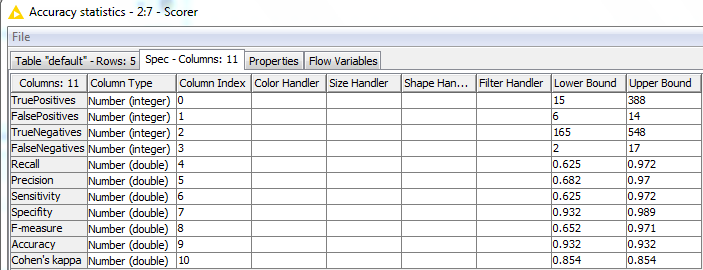 Accuracy statistics - 2:7 - Scorer
File
Table "default" - Rows: 5 Spec - Columns: 11 Properties Flow Variables
Columns: 11 Column Type Column Index Color Handler Size Handler Shape Han... Filter Handler Lower Bound Upper Bound
TruePositives Number (integer) 0 15 388
FalsePositives Number (integer) 1 6 14
TrueNegatives Number (integer) 2 165 548
FalseNegatives Number (integer) 3 2 17
Recall Number (double) 4 0.625 0.972
Precision Number (double) 5 0.682 0.97
Sensitivity Number (double) 6 0.625 0.972
Specifity Number (double) 7 0.932 0.989
F-measure Number (double) 8 0.652 0.971
Accuracy Number (double) 9 0.932 0.932
Cohen's kappa Number (double) 10 0.854 0.854